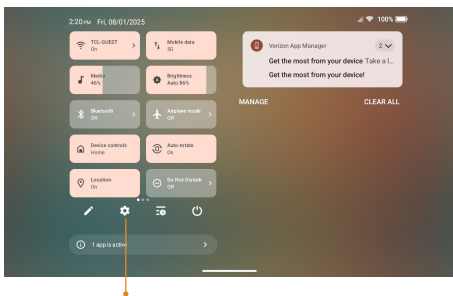 2:20 PM Fri, 08/01/2025
100%
TCL-GUEST
On
Mobile data
5G
Media
46%
Brightness
Auto 86%
Bluetooth
Off
Airplane mode
Off
Device controls
Home
Auto-rotate
On
Location
On
Do Not Disturb
Off
1 app is active
Verizon App Manager
2
Get the most from your device Take a l...
Get the most from your device!
MANAGE
CLEAR ALL